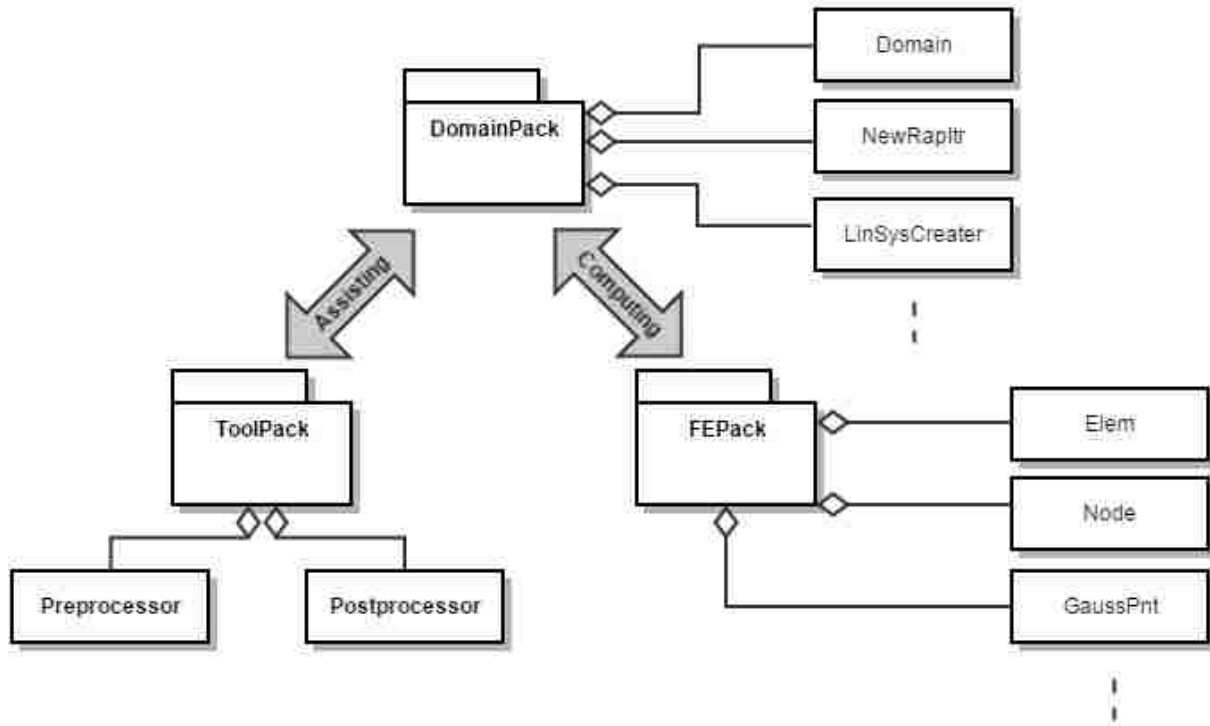 Domain
DomainPack
NewRapItr
LinSysCreater
Assisting
Computing
ToolPack
FEPack
Elem
Node
Preprocessor
Postprocessor
GaussPnt